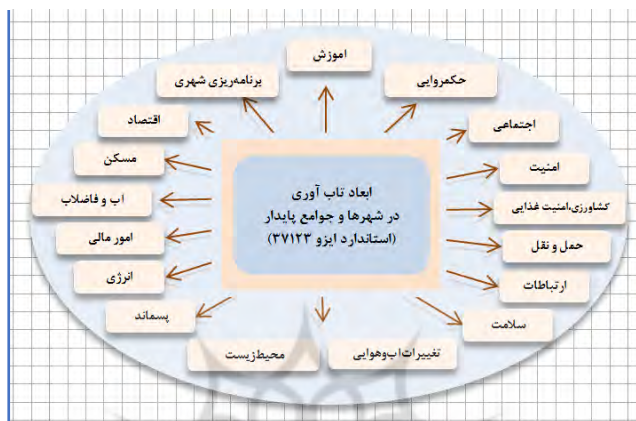 اموزش
حکمروایی
برنامه‌ریزی شهری
اجتماعی
اقتصاد
امنیت
مسکن
کشاورزی،امنیت غذایی
اب و فاضلاب
حمل و نقل
امور مالی
ارتباطات
انرژی
سلامت
پسماند
تغییرات‌اب‌وهوایی
محیط‌زیست
ابعاد تاب آوری
در شهرها و جوامع پایدار
(استاندارد ایزو ۳۷۱۲۳)